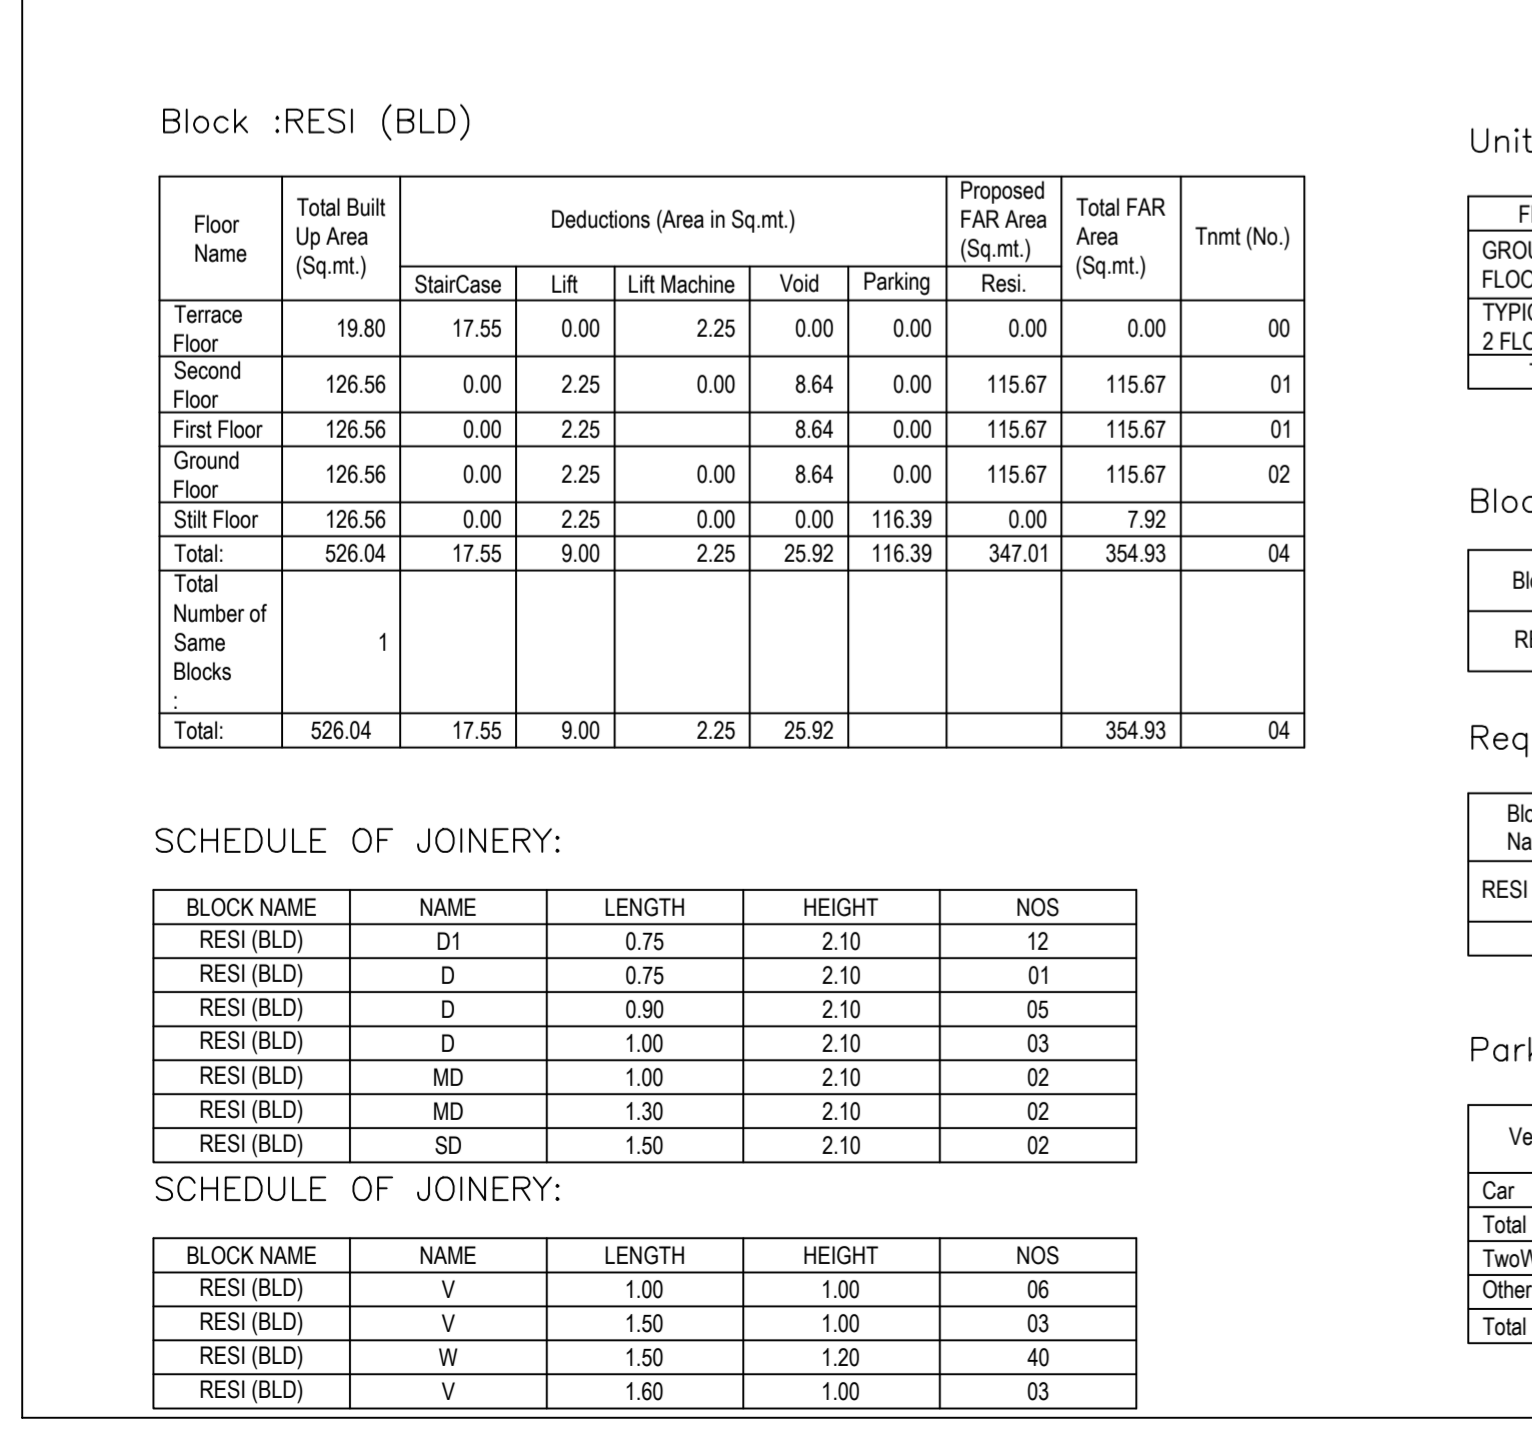 Block :RESI (BLD)
Floor Name Total Built Up Area (Sq.mt.) Deductions (Area in Sq.mt.) Proposed FAR Area (Sq.mt.) Total FAR Area (Sq.mt.) Tnmt (No.)
StairCase Lift Lift Machine Void Parking Resi.
Terrace Floor 19.80 17.55 0.00 2.25 0.00 0.00 0.00 0.00 00
Second Floor 126.56 0.00 2.25 0.00 8.64 0.00 115.67 115.67 01
First Floor 126.56 0.00 2.25 8.64 0.00 115.67 115.67 01
Ground Floor 126.56 0.00 2.25 0.00 8.64 0.00 115.67 115.67 02
Stilt Floor 126.56 0.00 2.25 0.00 0.00 116.39 0.00 7.92
Total: 526.04 17.55 9.00 2.25 25.92 116.39 347.01 354.93 04
Total Number of Same Blocks : 1
Total: 526.04 17.55 9.00 2.25 25.92 354.93 04
SCHEDULE OF JOINERY:
BLOCK NAME NAME LENGTH HEIGHT NOS
RESI (BLD) D1 0.75 2.10 12
RESI (BLD) D 0.75 2.10 01
RESI (BLD) D 0.90 2.10 05
RESI (BLD) D 1.00 2.10 03
RESI (BLD) MD 1.00 2.10 02
RESI (BLD) MD 1.30 2.10 02
RESI (BLD) SD 1.50 2.10 02
SCHEDULE OF JOINERY:
BLOCK NAME NAME LENGTH HEIGHT NOS
RESI (BLD) V 1.00 1.00 06
RESI (BLD) V 1.50 1.00 03
RESI (BLD) W 1.50 1.20 40
RESI (BLD) V 1.60 1.00 03
Unit
2
RESI
Car
Total
Total